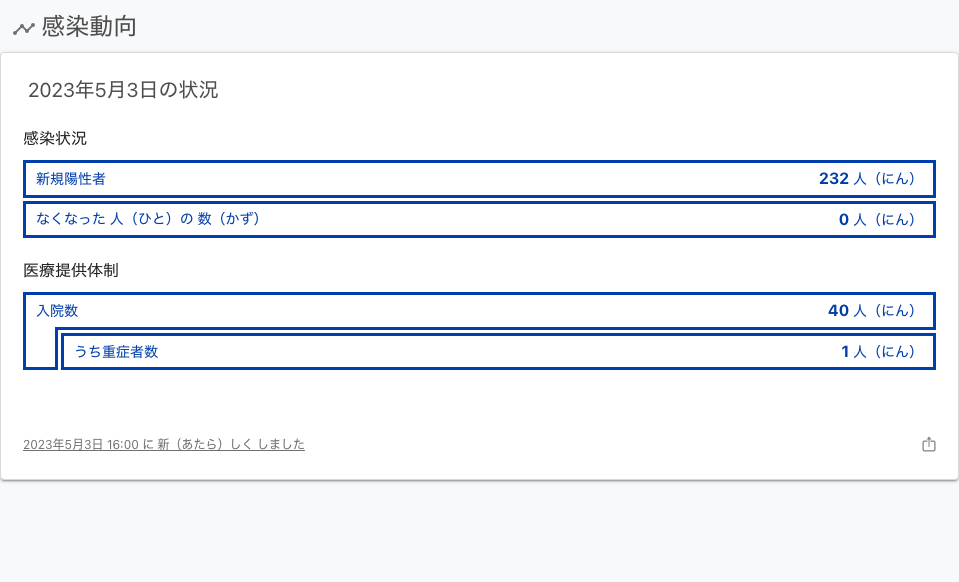 感染動向
2023年5月3日の状況
感染状況
新規陽性者 232 人（にん）
なくなった 人（ひと）の 数（かず） 0 人（にん）
医療提供体制
入院数 40 人（にん）
うち重症者数 1 人（にん）
2023年5月3日 16:00 に 新（あたら）しく しました